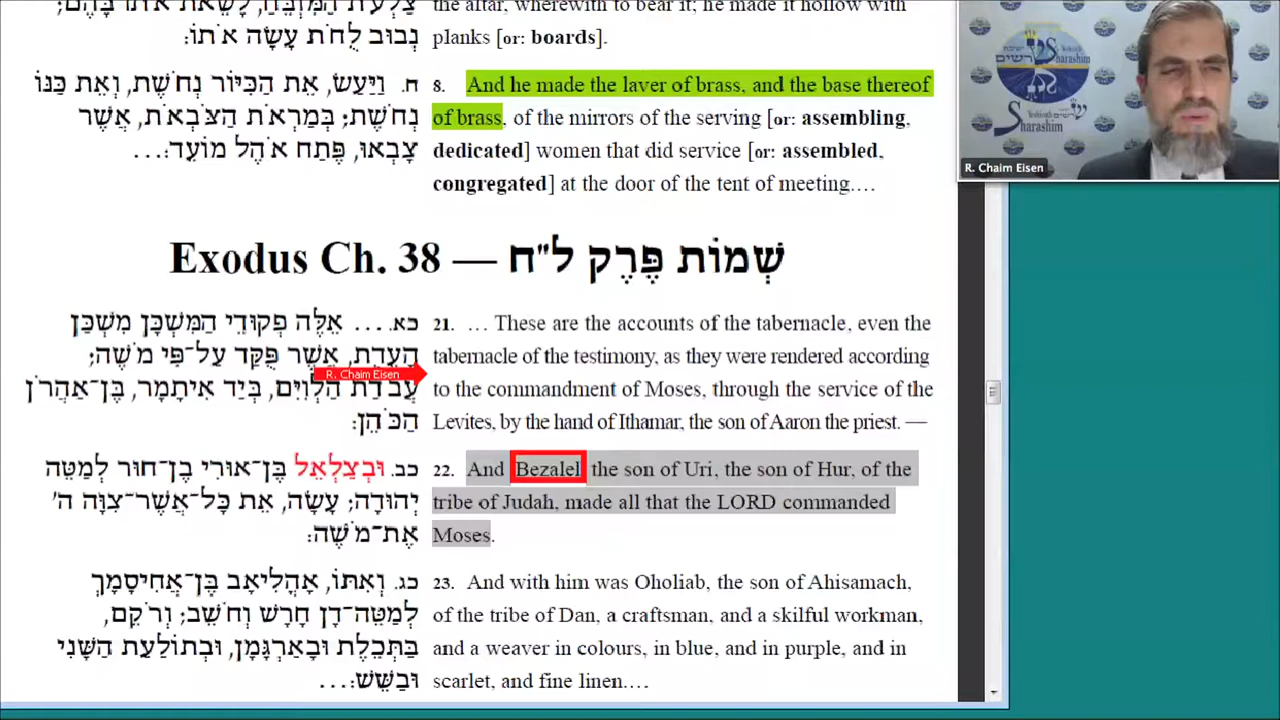 צַלְעֹת הַמִּזְבֵּחַ, לָשֵׂאת אֹתוֹ בָּהֶם;
נְבוּב לֻחֹת עָשָׂה אֹתוֹ:
the altar, wherewith to bear it; he made it hollow with
planks [or: boards].
ח. וַיַּעַשׂ, אֵת הַכִּיּוֹר נְחֹשֶׁת, וְאֵת כַּנּוֹ
נְחֹשֶׁת; בְּמַרְאֹת הַצֹּבְאֹת, אֲשֶׁר
צָבְאוּ, פֶּתַח אֹהֶל מוֹעֵד:...
8. And he made the laver of brass, and the base thereof
of brass, of the mirrors of the serving [or: assembling,
dedicated] women that did service [or: assembled,
congregated] at the door of the tent of meeting....
Exodus Ch. 38 — שְׁמוֹת פֶּרֶק ל"ח
כא. ... אֵלֶּה פְקוּדֵי הַמִּשְׁכָּן מִשְׁכַּן
הָעֵדֻת, אֲשֶׁר פֻּקַּד עַל־פִּי מֹשֶׁה;
עֲבֹדַת הַלְוִיִּם, בְּיַד אִיתָמָר, בֶּן־אַהֲרֹן
הַכֹּהֵן:
21. ... These are the accounts of the tabernacle, even the
tabernacle of the testimony, as they were rendered according
to the commandment of Moses, through the service of the
Levites, by the hand of Ithamar, the son of Aaron the priest. —
R. Chaim Eisen
כב. וּבְצַלְאֵל בֶּן־אוּרִי בֶן־חוּר לְמַטֵּה
יְהוּדָה; עָשָׂה, אֵת כָּל־אֲשֶׁר־צִוָּה ה'
אֶת־מֹשֶׁה:
22. And Bezalel the son of Uri, the son of Hur, of the
tribe of Judah, made all that the LORD commanded
Moses.
כג. וְאִתּוֹ, אָהֳלִיאָב בֶּן־אֲחִיסָמָךְ
לְמַטֵּה־דָן חָרָשׁ וְחֹשֵׁב; וְרֹקֵם,
בַּתְּכֵלֶת וּבָאַרְגָּמָן, וּבְתוֹלַעַת הַשָּׁנִי
וּבַשֵּׁשׁ:...
23. And with him was Oholiab, the son of Ahisamach,
of the tribe of Dan, a craftsman, and a skilful workman,
and a weaver in colours, in blue, and in purple, and in
scarlet, and fine linen....
Yeshivath
Sharashim
ישיבת
שרשים
Sharashim
R. Chaim Eisen